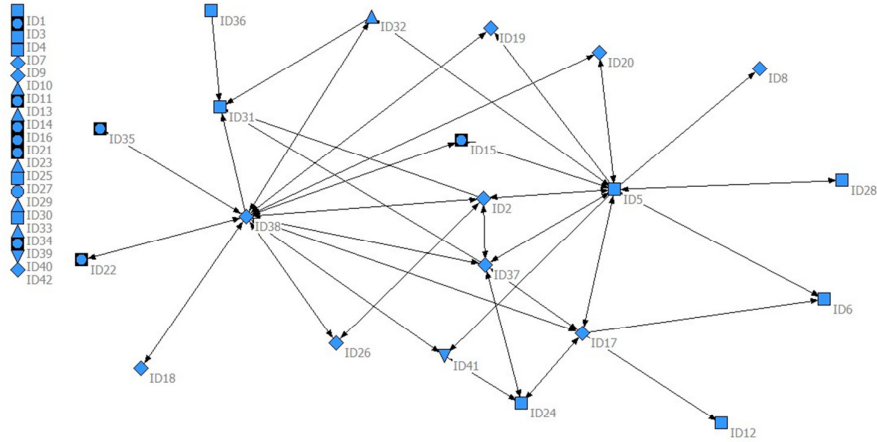 ID1
ID3
ID4
ID7
ID9
ID10
ID11
ID13
ID14
ID16
ID21
ID23
ID25
ID27
ID29
ID30
ID33
ID34
ID39
ID40
ID42
ID36
ID32
ID19
ID20
ID8
ID31
ID35
ID15
ID28
ID5
ID2
ID38
ID22
ID37
ID6
ID17
ID26
ID41
ID18
ID24
ID12